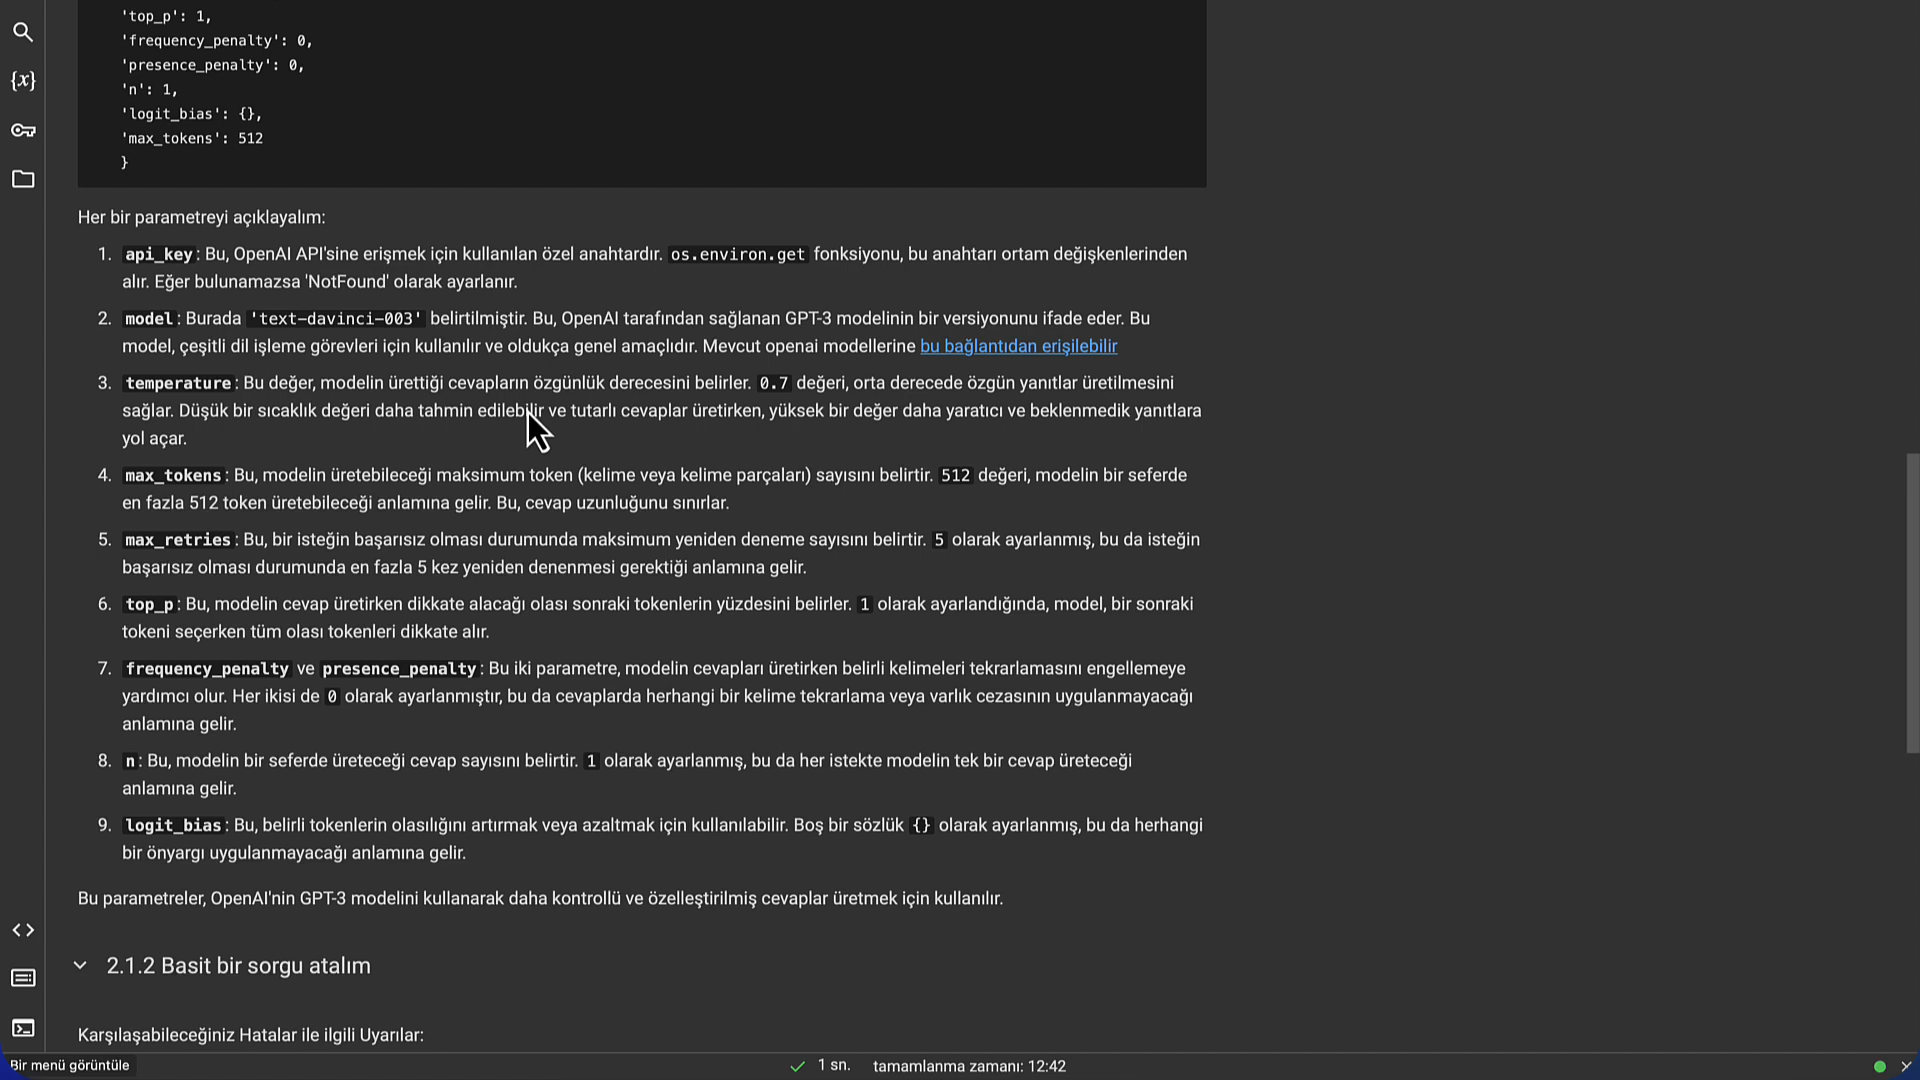 'top_p': 1,
'frequency_penalty': 0,
'presence_penalty': 0,
'n': 1,
'logit_bias': {},
'max_tokens': 512
}
Her bir parametreyi açıklayalım:
1. api_key: Bu, OpenAI API'sine erişmek için kullanılan özel anahtardır. os.environ.get fonksiyonu, bu anahtarı ortam değişkenlerinden
alır. Eğer bulunamazsa 'NotFound' olarak ayarlanır.
2. model: Burada 'text-davinci-003' belirtilmiştir. Bu, OpenAI tarafından sağlanan GPT-3 modelinin bir versiyonunu ifade eder. Bu
model, çeşitli dil işleme görevleri için kullanılır ve oldukça genel amaçlıdır. Mevcut openai modellerine bu bağlantıdan erişilebilir
3. temperature: Bu değer, modelin ürettiği cevapların özgünlük derecesini belirler. 0.7 değeri, orta derecede özgün yanıtlar üretilmesini
sağlar. Düşük bir sıcaklık değeri daha tahmin edilebilir ve tutarlı cevaplar üretirken, yüksek bir değer daha yaratıcı ve beklenmedik yanıtlara
yol açar.
4. max_tokens: Bu, modelin üretebileceği maksimum token (kelime veya kelime parçaları) sayısını belirtir. 512 değeri, modelin bir seferde
en fazla 512 token üretebileceği anlamına gelir. Bu, cevap uzunluğunu sınırlar.
5. max_retries: Bu, bir isteğin başarısız olması durumunda maksimum yeniden deneme sayısını belirtir. 5 olarak ayarlanmış, bu da isteğin
başarısız olması durumunda en fazla 5 kez yeniden denenmesi gerektiği anlamına gelir.
6. top_p: Bu, modelin cevap üretirken dikkate alacağı olası sonraki tokenlerin yüzdesini belirler. 1 olarak ayarlandığında, model, bir sonraki
tokeni seçerken tüm olası tokenleri dikkate alır.
7. frequency_penalty ve presence_penalty: Bu iki parametre, modelin cevapları üretirken belirli kelimeleri tekrarlamasını engellemeye
yardımcı olur. Her ikisi de 0 olarak ayarlanmıştır, bu da cevaplarda herhangi bir kelime tekrarlama veya varlık cezasının uygulanmayacağı
anlamına gelir.
8. n: Bu, modelin bir seferde üreteceği cevap sayısını belirtir. 1 olarak ayarlanmış, bu da her istekte modelin tek bir cevap üreteceği
anlamına gelir.
9. logit_bias: Bu, belirli tokenlerin olasılığını artırmak veya azaltmak için kullanılabilir. Boş bir sözlük {} olarak ayarlanmış, bu da herhangi
bir önyargı uygulanmayacağı anlamına gelir.
Bu parametreler, OpenAI'nin GPT-3 modelini kullanarak daha kontrollü ve özelleştirilmiş cevaplar üretmek için kullanılır.
2.1.2 Basit bir sorgu atalım
Karşılaşabileceğiniz Hatalar ile ilgili Uyarılar:
Bir menü görüntüle
1 sn. tamamlanma zamanı: 12:42